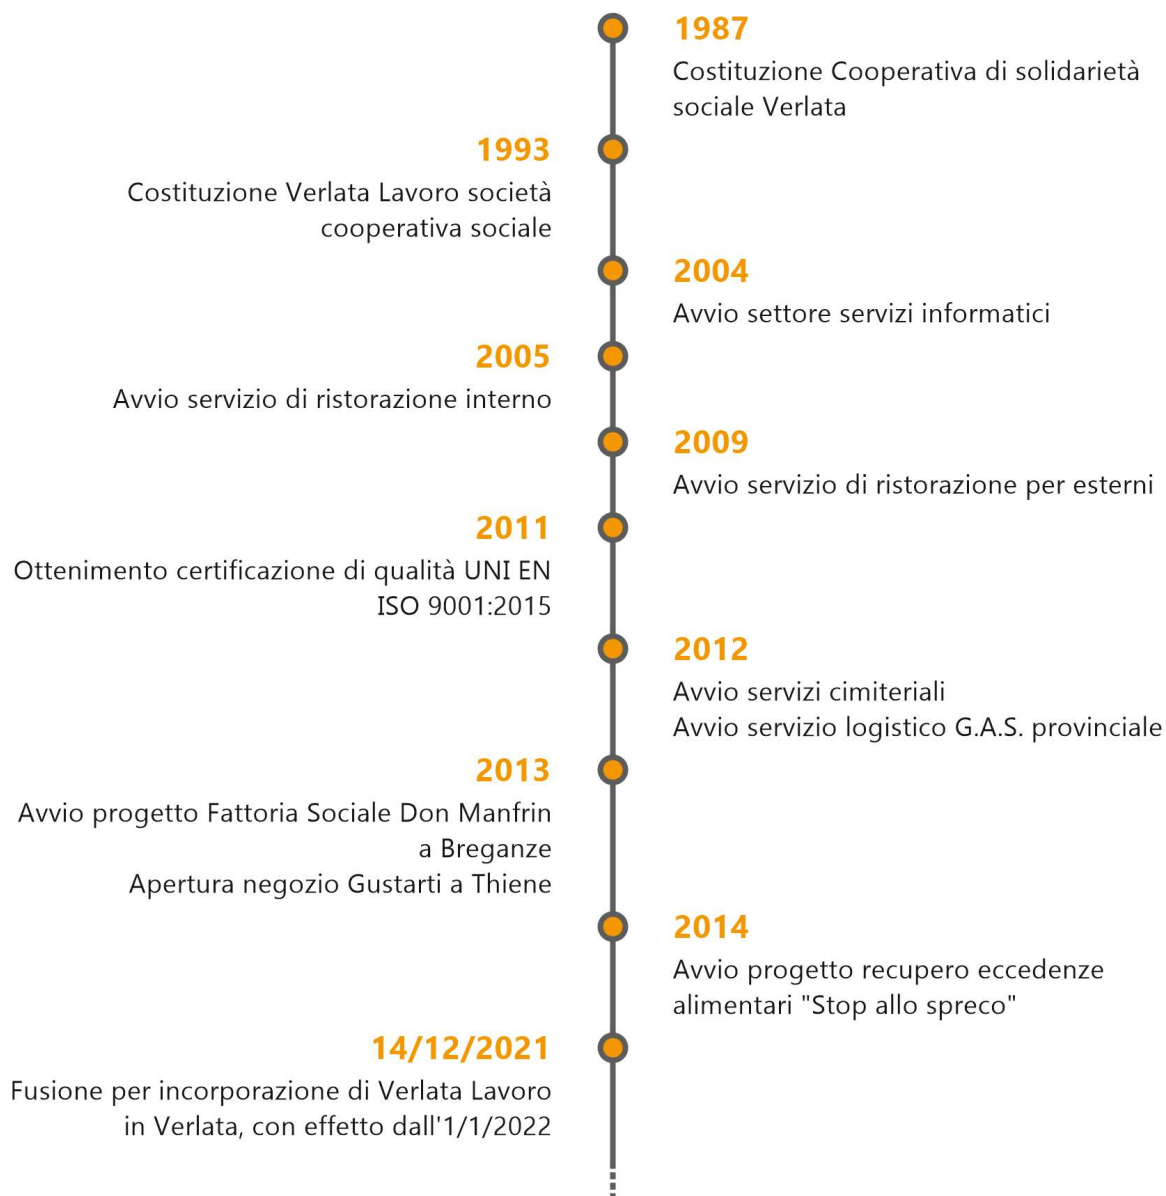 1987
Costituzione Cooperativa di solidarietà
sociale Verlata
1993
Costituzione Verlata Lavoro società
cooperativa sociale
2004
Avvio settore servizi informatici
2005
Avvio servizio di ristorazione interno
2009
Avvio servizio di ristorazione per esterni
2011
Ottenimento certificazione di qualità UNI EN
ISO 9001:2015
2012
Avvio servizi cimiteriali
Avvio servizio logistico G.A.S. provinciale
2013
Avvio progetto Fattoria Sociale Don Manfrin
a Breganze
Apertura negozio Gustarti a Thiene
2014
Avvio progetto recupero eccedenze
alimentari "Stop allo spreco"
14/12/2021
Fusione per incorporazione di Verlata Lavoro
in Verlata, con effetto dall'1/1/2022